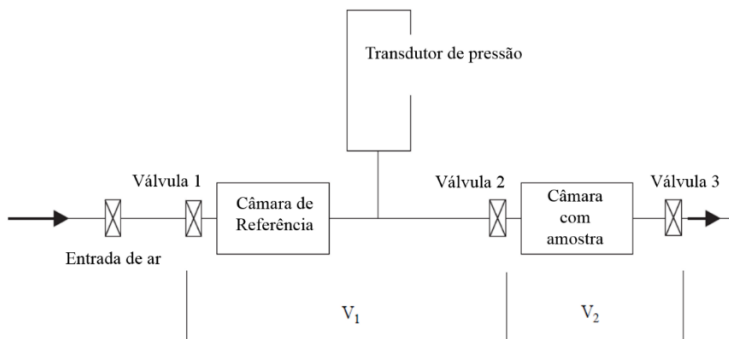 Transdutor de pressão
Válvula 1
Câmara de
Referência
Válvula 2
Câmara
com
amostra
Válvula 3
Entrada de ar
V₁
V₂